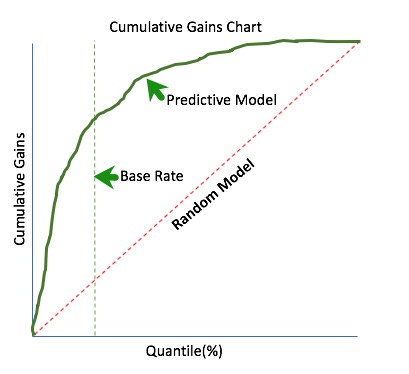 Cumulative Gains Chart
Predictive Model
Base Rate
Random Model
Cumulative Gains
Quantile(%)